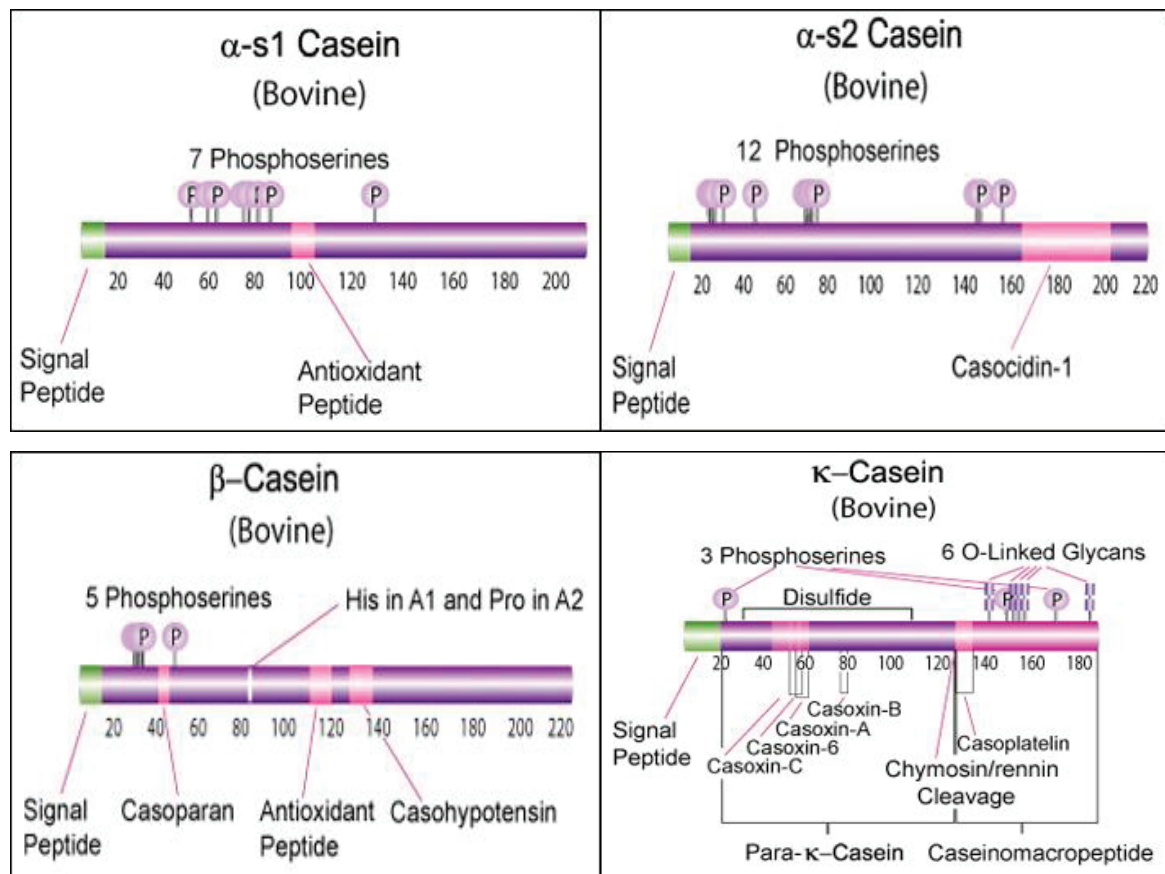 α-s1 Casein
(Bovine)
7 Phosphoserines
P P P P
20 40 60 80 100 120 140 160 180 200
Signal
Peptide
Antioxidant
Peptide
α-s2 Casein
(Bovine)
12 Phosphoserines
P P P P P
20 40 60 80 100 120 140 160 180 200 220
Signal
Peptide
Casocidin-1
β–Casein
(Bovine)
5 Phosphoserines
His in A1 and Pro in A2
P P
20 40 60 80 100 120 140 160 180 200 220
Signal
Peptide
Casoparan
Antioxidant
Peptide
Casohypotensin
κ–Casein
(Bovine)
3 Phosphoserines
6 O-Linked Glycans
P P P
Disulfide
20 40 60 80 100 120 140 160 180
Signal
Peptide
Casoxin-B
Casoxin-A
Casoxin-6
Casoxin-C
Casoplatelin
Chymosin/rennin
Cleavage
Para-κ–Casein
Caseinomacropeptide